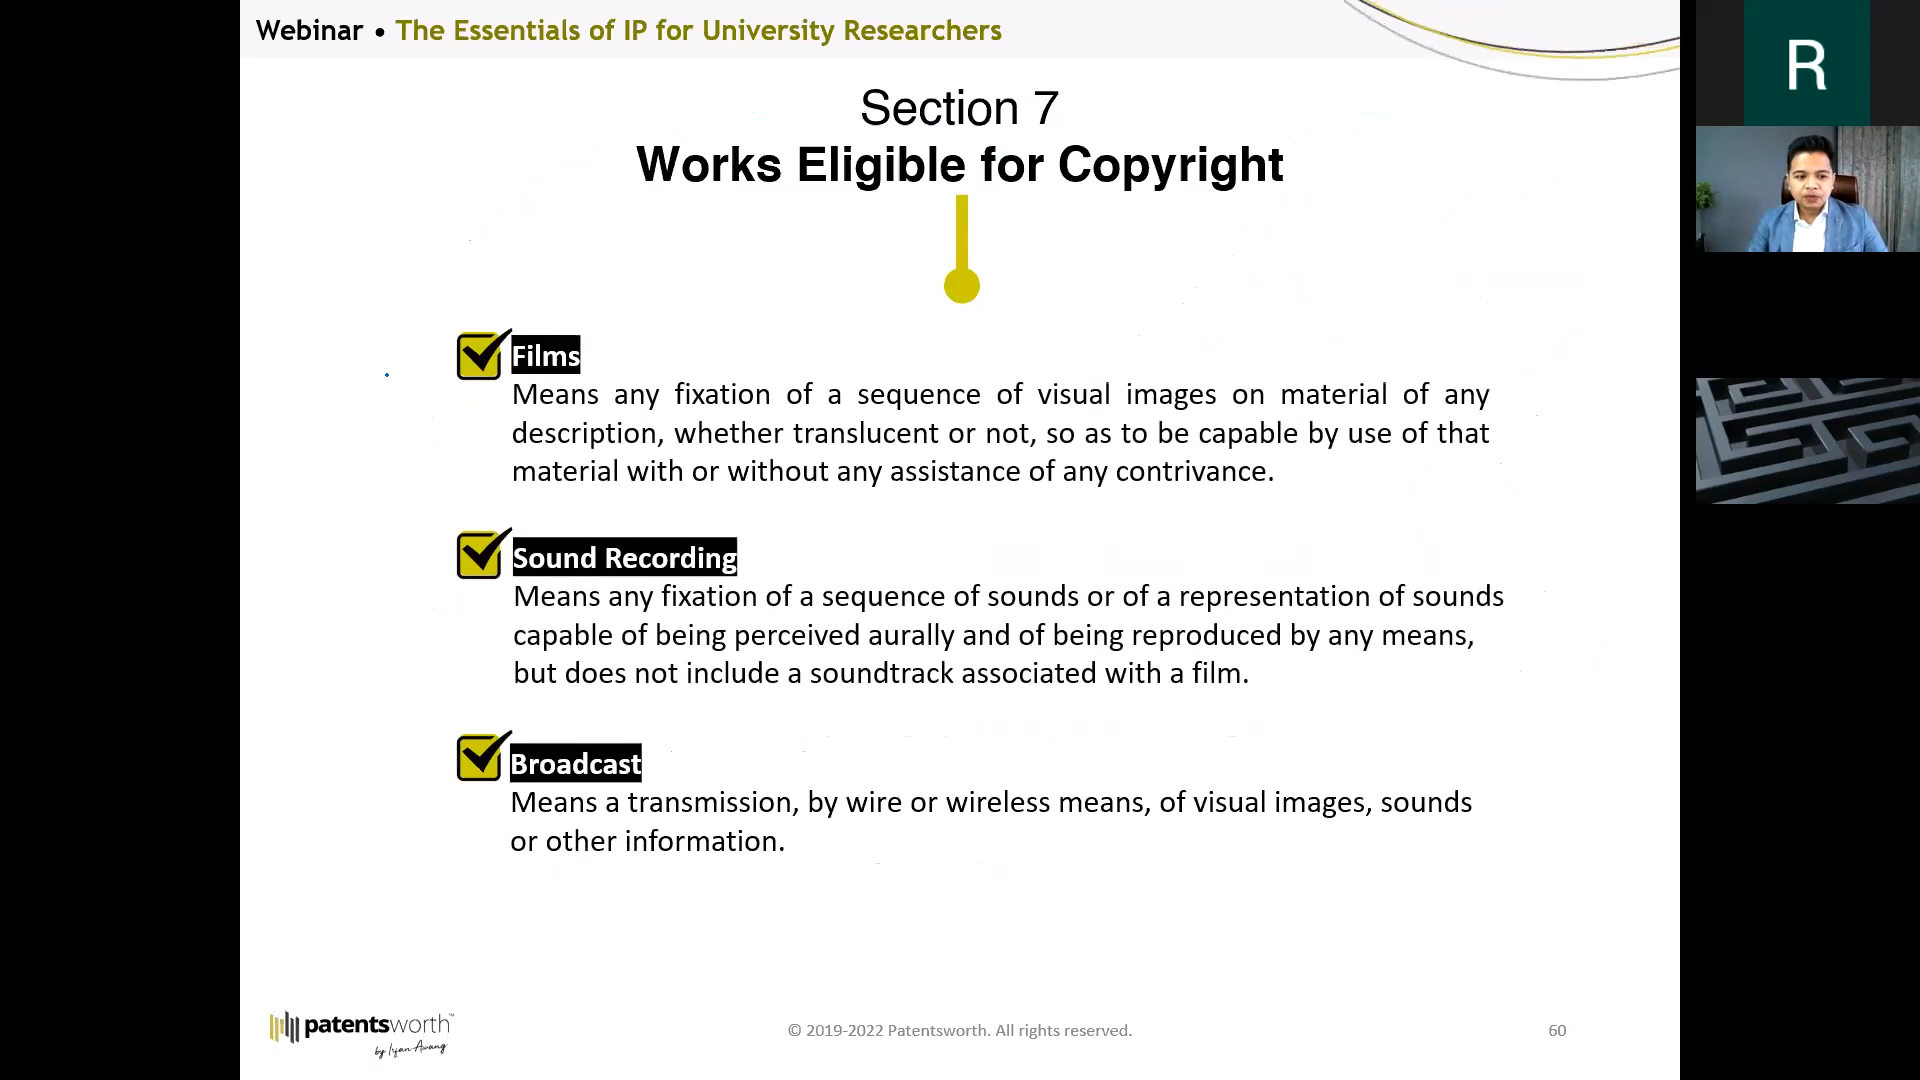 Webinar • The Essentials of IP for University Researchers
R
Section 7
Works Eligible for Copyright
Films
Means any fixation of a sequence of visual images on material of any
description, whether translucent or not, so as to be capable by use of that
material with or without any assistance of any contrivance.
Sound Recording
Means any fixation of a sequence of sounds or of a representation of sounds
capable of being perceived aurally and of being reproduced by any means,
but does not include a soundtrack associated with a film.
Broadcast
Means a transmission, by wire or wireless means, of visual images, sounds
or other information.
patentsworth™
by Irfan Awang
© 2019-2022 Patentsworth. All rights reserved.
60